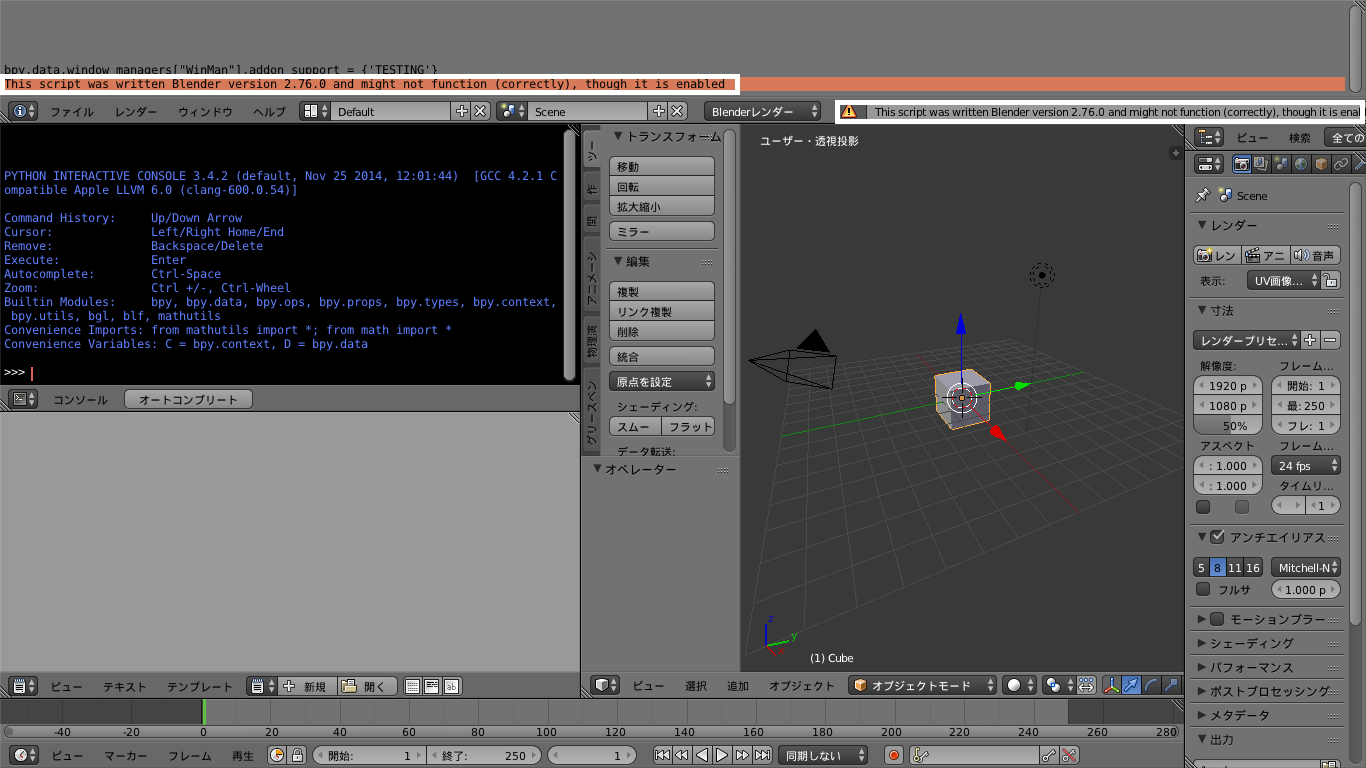 bpy.data.window_managers["WinMan"].addon_support = {'TESTING'}
This script was written Blender version 2.76.0 and might not function (correctly), though it is enabled
ファイル レンダー ウィンドウ ヘルプ Default Scene Blenderレンダー This script was written Blender version 2.76.0 and might not function (correctly), though it is enal
PYTHON INTERACTIVE CONSOLE 3.4.2 (default, Nov 25 2014, 12:01:44)  [GCC 4.2.1 C
ompatible Apple LLVM 6.0 (clang-600.0.54)]
Command History: Up/Down Arrow
Cursor: Left/Right Home/End
Remove: Backspace/Delete
Execute: Enter
Autocomplete: Ctrl-Space
Zoom: Ctrl +/-, Ctrl-Wheel
Builtin Modules: bpy, bpy.data, bpy.ops, bpy.props, bpy.types, bpy.context,
bpy.utils, bgl, blf, mathutils
Convenience Imports: from mathutils import *; from math import *
Convenience Variables: C = bpy.context, D = bpy.data
>>>
コンソール オートコンプリート
ビュー テキスト テンプレート 新規 開く
ツー
作
関
アニメーシ
物理演
グリースペン
トランスフォーム
移動
回転
拡大縮小
ミラー
編集
複製
リンク複製
削除
統合
原点を設定
シェーディング:
スムー フラット
データ転送:
オペレーター
ユーザー・透視投影
z
y
x
(1) Cube
ビュー 選択 追加 オブジェクト オブジェクトモード
ビュー 検索 全ての
Scene
レンダー
レン アニ 音声
表示: UV画像...
寸法
レンダープリセ...
解像度: フレーム...
1920 p 開始: 1
1080 p 最: 250
50% フレ: 1
アスペクト フレーム...
: 1.000 24 fps
: 1.000 タイムリ...
1
アンチエイリアス
5 8 11 16 Mitchell-N
フルサ 1.000 p
モーションブラー
シェーディング
パフォーマンス
ポストプロセッシング
メタデータ
出力
-40 -20 0 20 40 60 80 100 120 140 160 180 200 220 240 260 280
ビュー マーカー フレーム 再生 開始: 1 終了: 250 1 同期しない